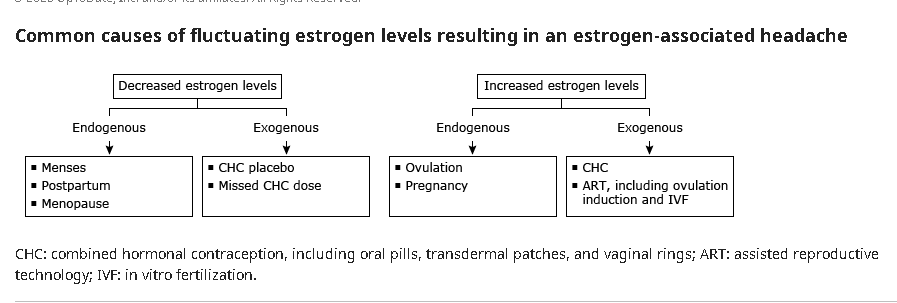 Common causes of fluctuating estrogen levels resulting in an estrogen-associated headache
Decreased estrogen levels
Increased estrogen levels
Endogenous
Exogenous
Endogenous
Exogenous
▪ Menses
▪ Postpartum
▪ Menopause
▪ CHC placebo
▪ Missed CHC dose
▪ Ovulation
▪ Pregnancy
▪ CHC
▪ ART, including ovulation
induction and IVF
CHC: combined hormonal contraception, including oral pills, transdermal patches, and vaginal rings; ART: assisted reproductive
technology; IVF: in vitro fertilization.